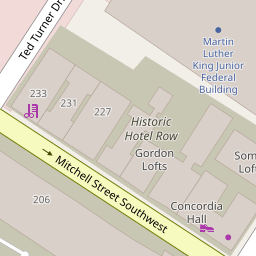 Ted Turner Dr
Martin
Luther
King Junior
Federal
Building
233
231
227
Historic
Hotel Row
Gordon
Lofts
Som
Loft
Mitchell Street Southwest
206
Concordia
Hall